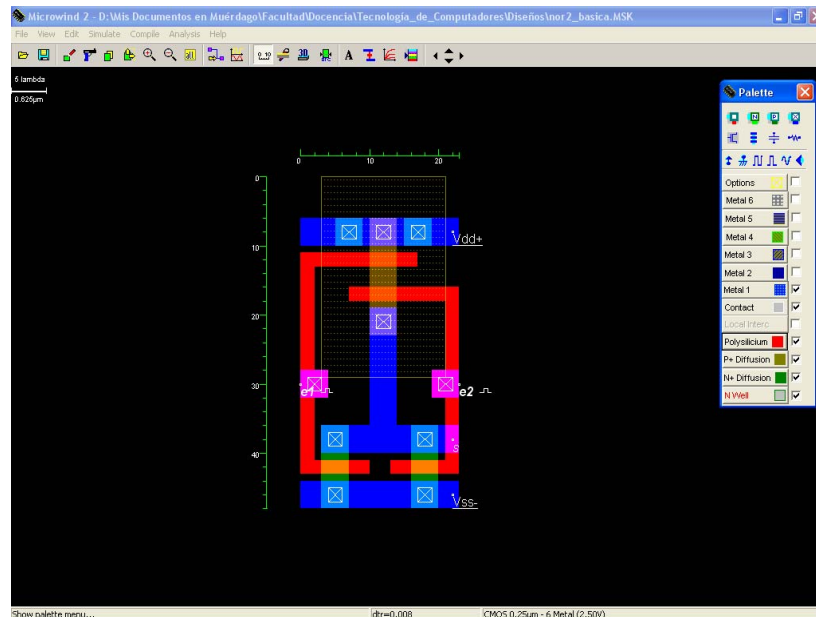 Microwind 2 - D:\Mis Documentos en Muérdago\Facultad\Docencia\Tecnología_de_Computadores\Diseños\nor2_basica.MSK
File View Edit Simulate Compile Analysis Help
5 lambda
0.625µm
Palette
Options
Metal 6
Metal 5
Metal 4
Metal 3
Metal 2
Metal 1
Contact
Local Interc.
Polysilicium
P+ Diffusion
N+ Diffusion
N Well
0 10 20
0
10
20
30
40
Vdd+
e1
e2
s
Vss-
Show palette menu...
dtr=0.008
CMOS 0.25µm - 6 Metal (2.50V)